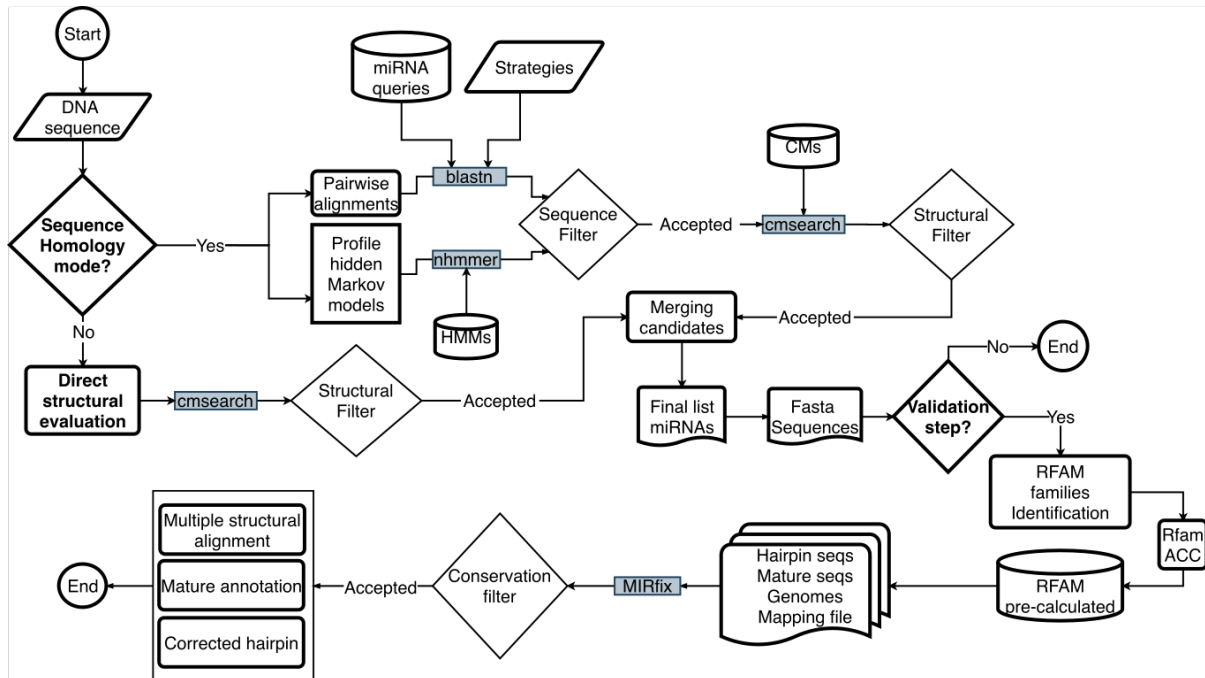 Start
DNA
sequence
Sequence
Homology
mode?
Yes
No
Pairwise
alignments
Profile
hidden
Markov
models
miRNA
queries
Strategies
blastn
nhmmer
HMMs
Sequence
Filter
Accepted
CMs
cmsearch
Structural
Filter
Accepted
Direct
structural
evaluation
cmsearch
Structural
Filter
Accepted
Merging
candidates
Final list
miRNAs
Fasta
Sequences
Validation
step?
No
End
Yes
RFAM
families
Identification
Rfam
ACC
RFAM
pre-calculated
Hairpin seqs
Mature seqs
Genomes
Mapping file
MIRfix
Conservation
filter
Accepted
Multiple structural
alignment
Mature annotation
Corrected hairpin
End